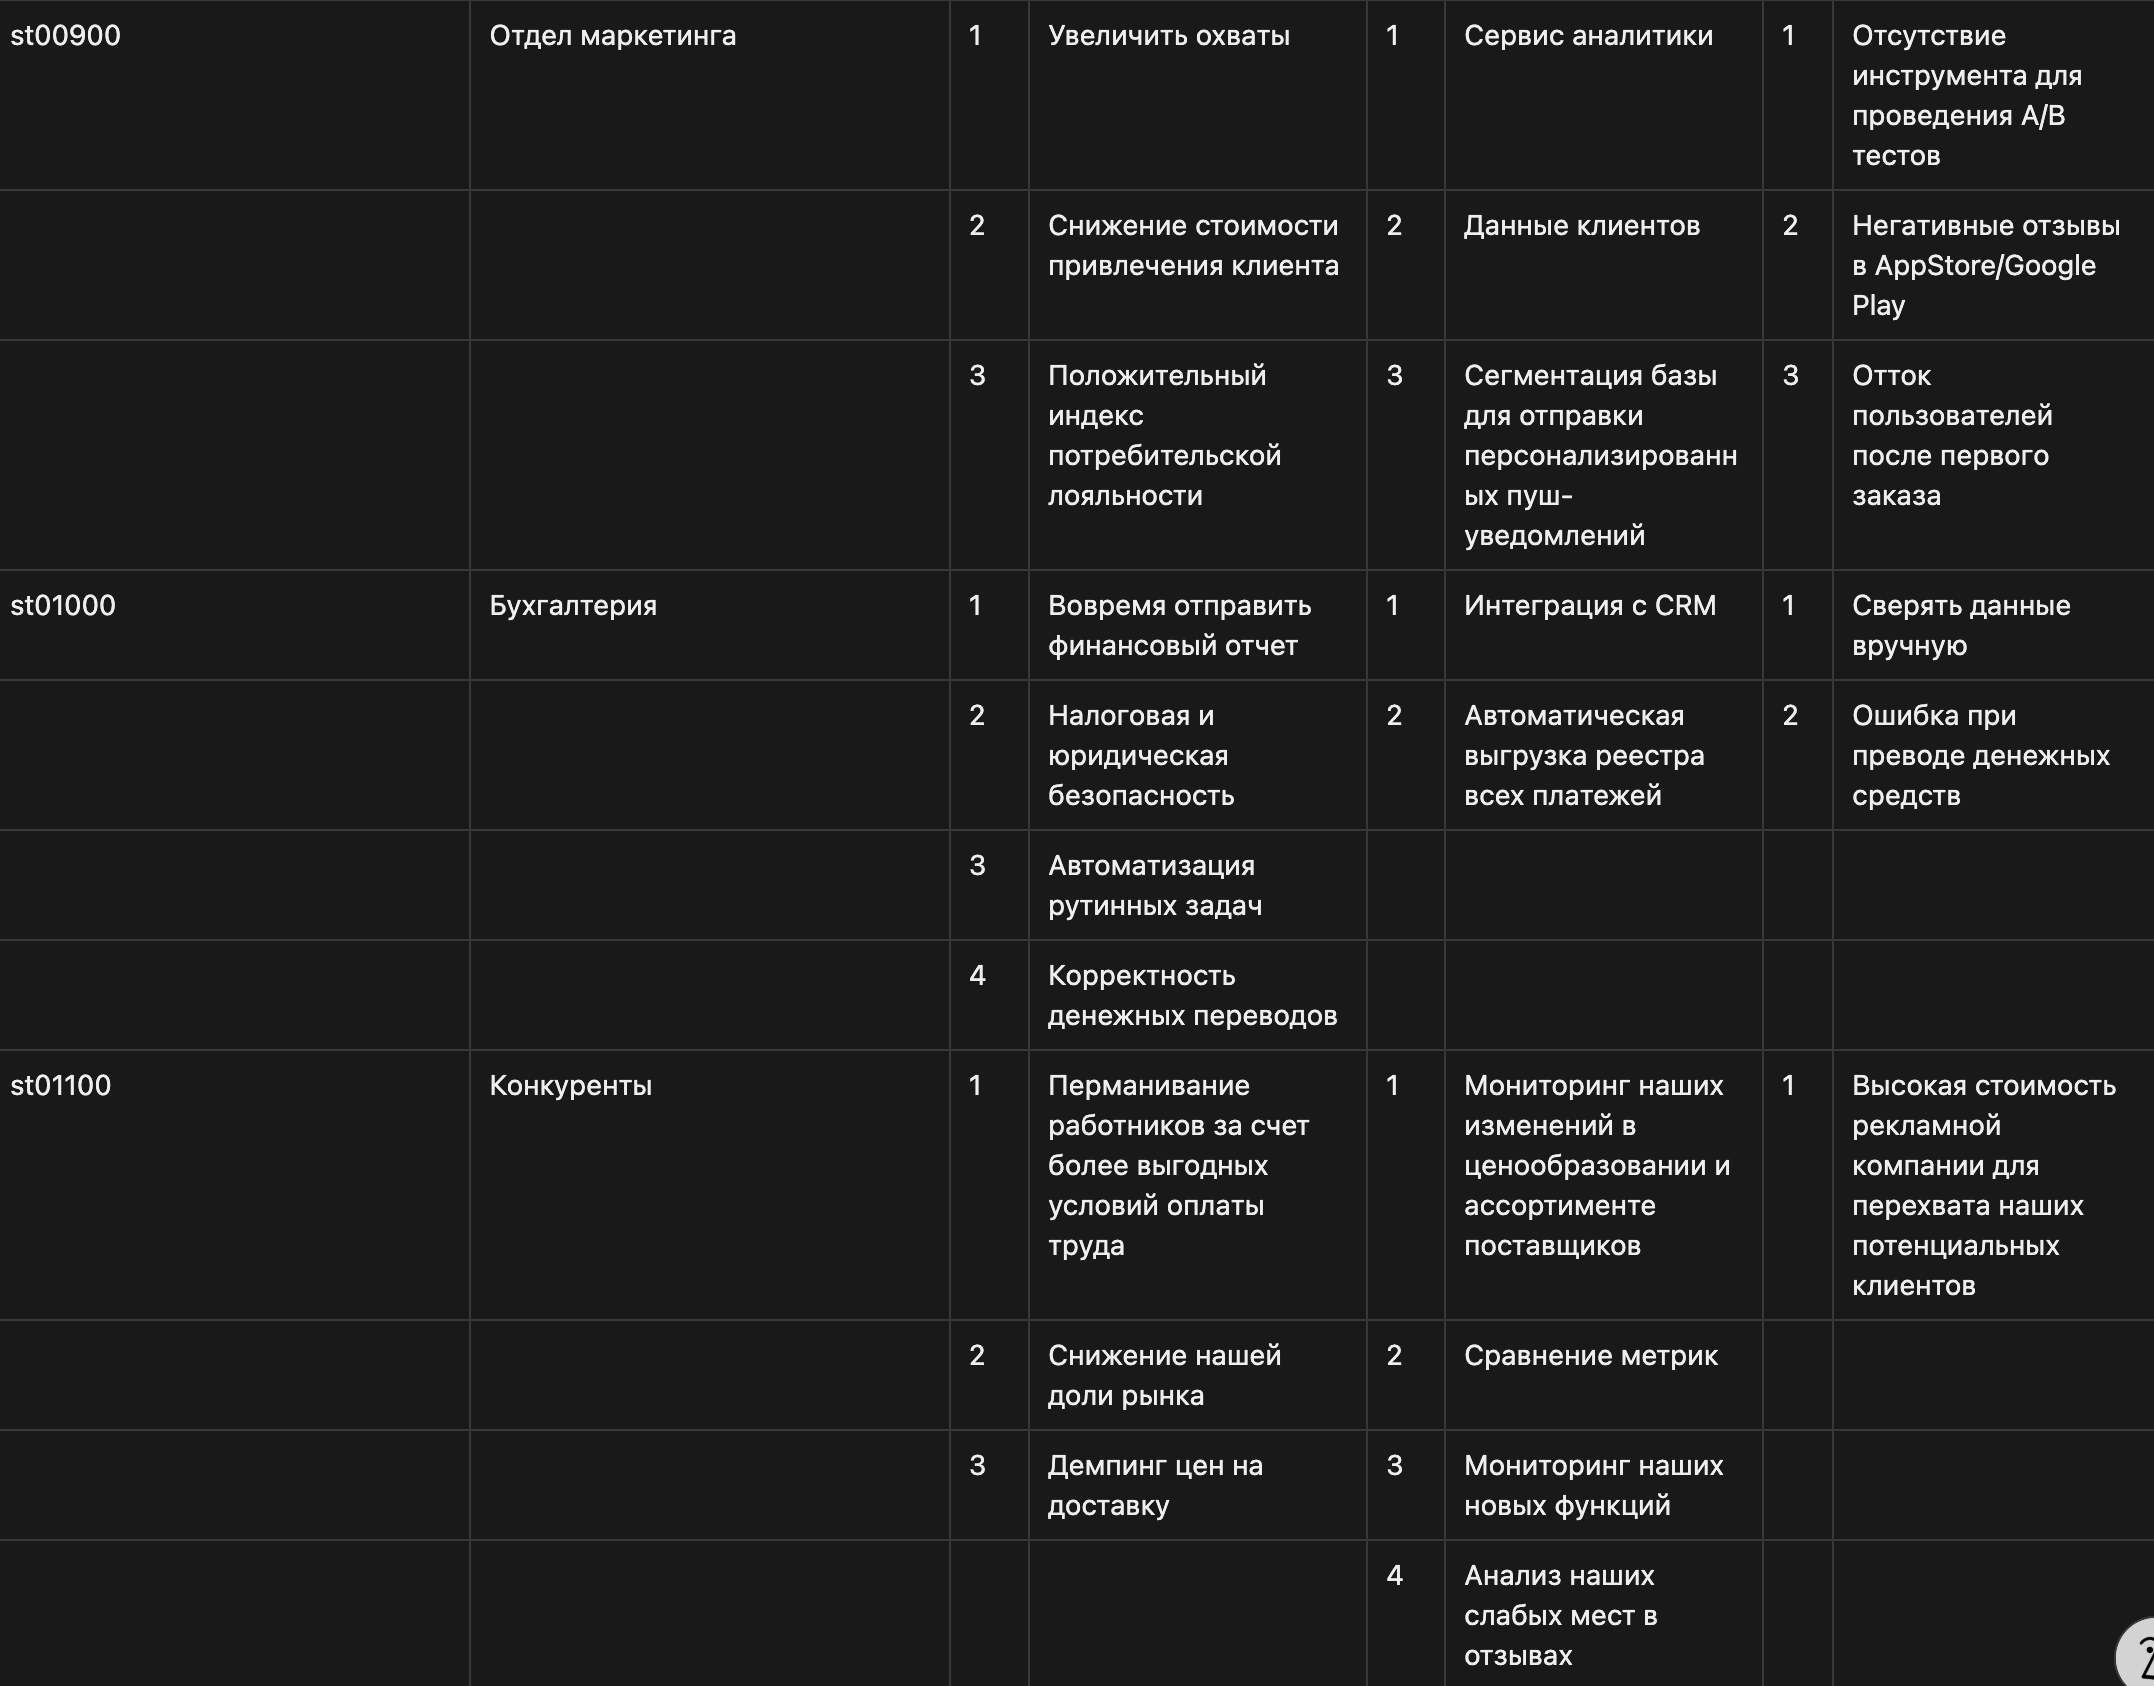 st00900
Отдел маркетинга
1
Увеличить охваты
1
Сервис аналитики
1
Отсутствие
инструмента для
проведения A/B
тестов
2
Снижение стоимости
привлечения клиента
2
Данные клиентов
2
Негативные отзывы
в AppStore/Google
Play
3
Положительный
индекс
потребительской
лояльности
3
Сегментация базы
для отправки
персонализированн
ых пуш-
уведомлений
3
Отток
пользователей
после первого
заказа
st01000
Бухгалтерия
1
Вовремя отправить
финансовый отчет
1
Интеграция с CRM
1
Сверять данные
вручную
2
Налоговая и
юридическая
безопасность
2
Автоматическая
выгрузка реестра
всех платежей
2
Ошибка при
преводе денежных
средств
3
Автоматизация
рутинных задач
4
Корректность
денежных переводов
st01100
Конкуренты
1
Перманивание
работников за счет
более выгодных
условий оплаты
труда
1
Мониторинг наших
изменений в
ценообразовании и
ассортименте
поставщиков
1
Высокая стоимость
рекламной
компании для
перехвата наших
потенциальных
клиентов
2
Снижение нашей
доли рынка
2
Сравнение метрик
3
Демпинг цен на
доставку
3
Мониторинг наших
новых функций
4
Анализ наших
слабых мест в
отзывах